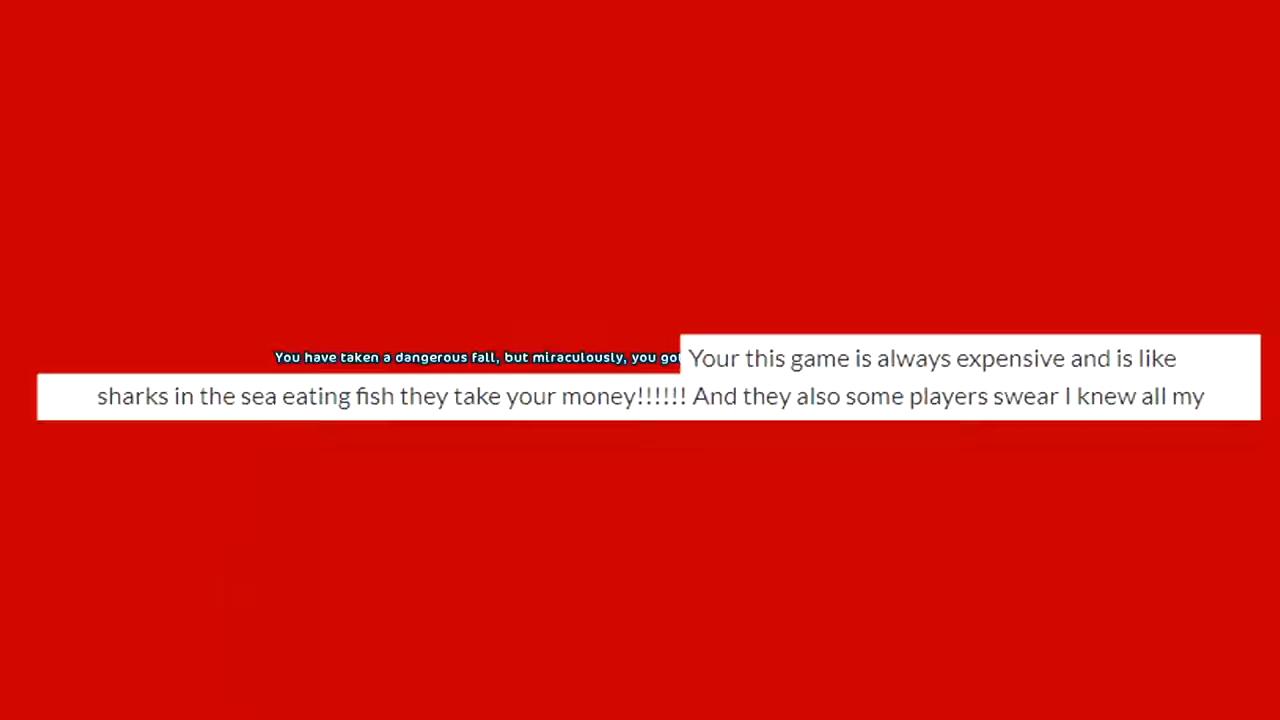 You have taken a dangerous fall, but miraculously, you got
Your this game is always expensive and is like
sharks in the sea eating fish they take your money!!!!!! And they also some players swear I knew all my